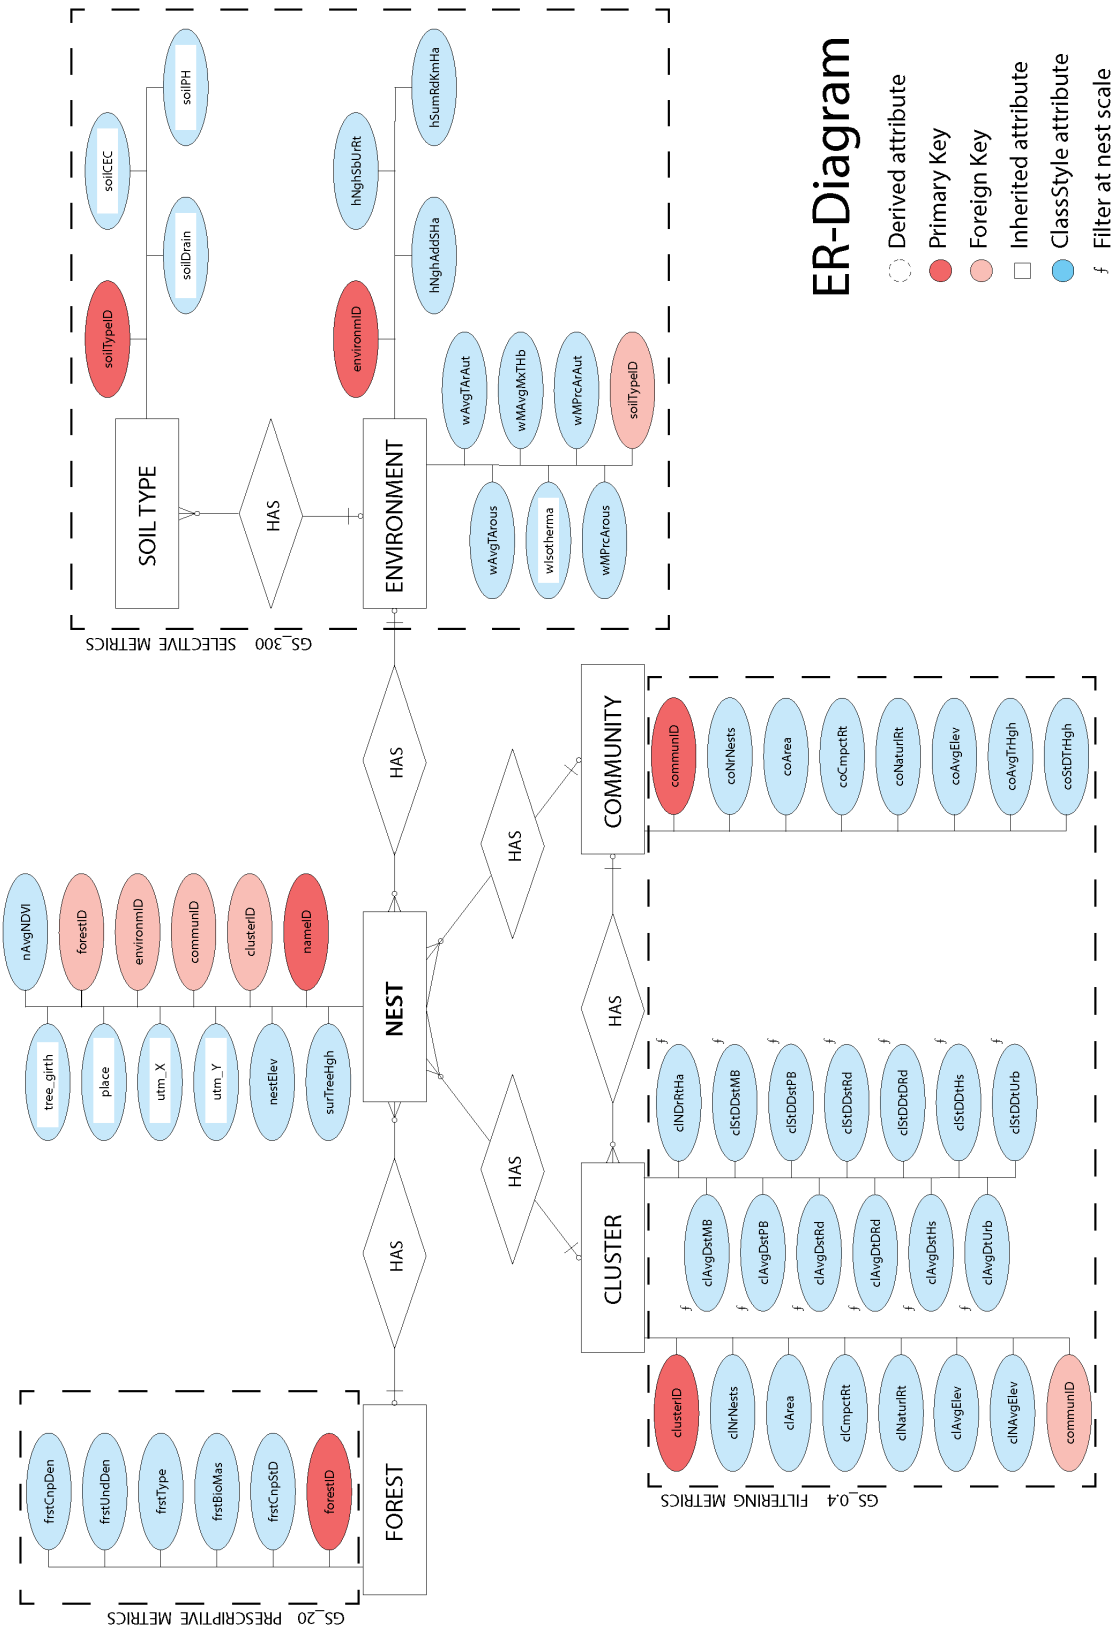 ER-Diagram
Derived attribute
Primary Key
Foreign Key
Inherited attribute
ClassStyle attribute
ƒ Filter at nest scale
GS_20 PRESCRIPTIVE METRICS
frstCnpDen
frstUndDen
frstType
frstBioMas
frstCnpStD
forestID
FOREST
HAS
nAvgNDVI
forestID
environmID
communID
clusterID
nameID
tree_girth
place
utm_X
utm_Y
nestElev
surTreeHgh
NEST
HAS
GS_300 SELECTIVE METRICS
soilTypeID
soilDrain
soilCEC
soilPH
SOIL TYPE
HAS
environmID
hNghAddSHa
hNghSbUrRt
hSumRdKmHa
ENVIRONMENT
wAvgTArAut
wMAvgMxTHb
wMPrcArAut
soilTypeID
wAvgTArous
wIsotherma
wMPrcArous
HAS
HAS
CLUSTER
HAS
COMMUNITY
GS_0.4 FILTERING METRICS
clusterID
clNrNests
clArea
clCmpctRt
clNaturlRt
clAvgElev
clNAvgElev
communID
ƒ clAvgDstMB
ƒ clAvgDstPB
ƒ clAvgDstRd
ƒ clAvgDtDRd
ƒ clAvgDstHs
ƒ clAvgDtUrb
clNDrRtHa ƒ
clStDDstMB
clStDDstPB ƒ
clStDDstRd ƒ
clStDDtDRd ƒ
clStDDtHs ƒ
clStDDtUrb ƒ
communID
coNrNests
coArea
coCmpctRt
coNaturlRt
coAvgElev
coAvgTrHgh
coStDTrHgh